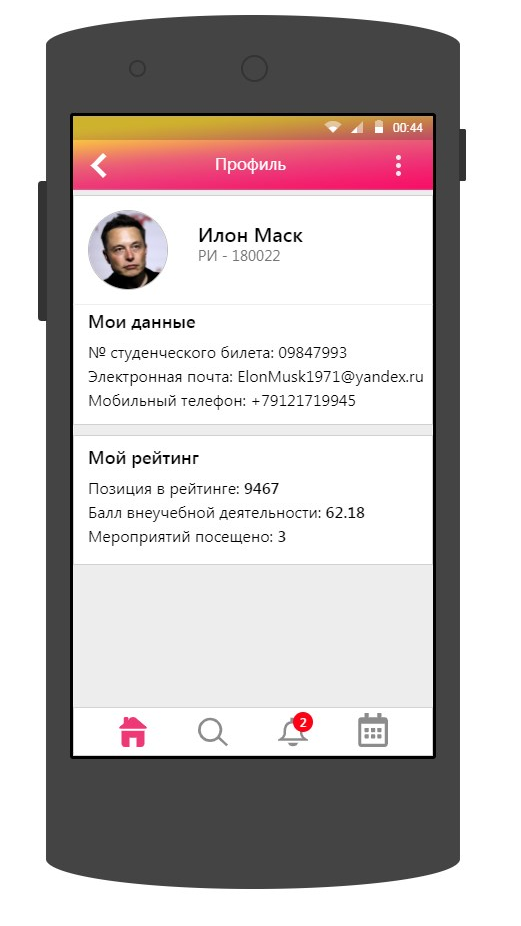 00:44
Профиль
Илон Маск
РИ - 180022
Мои данные
№ студенческого билета: 09847993
Электронная почта: ElonMusk1971@yandex.ru
Мобильный телефон: +79121719945
Мой рейтинг
Позиция в рейтинге: 9467
Балл внеучебной деятельности: 62.18
Мероприятий посещено: 3
2